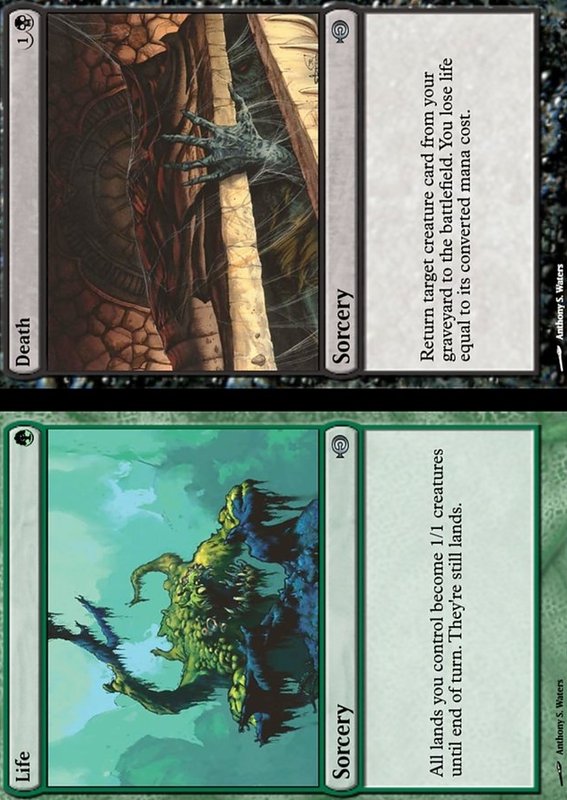 Life
Sorcery
All lands you control become 1/1 creatures
until end of turn. They're still lands.
Anthony S. Waters
Death
1
Sorcery
Return target creature card from your
graveyard to the battlefield. You lose life
equal to its converted mana cost.
Anthony S. Waters